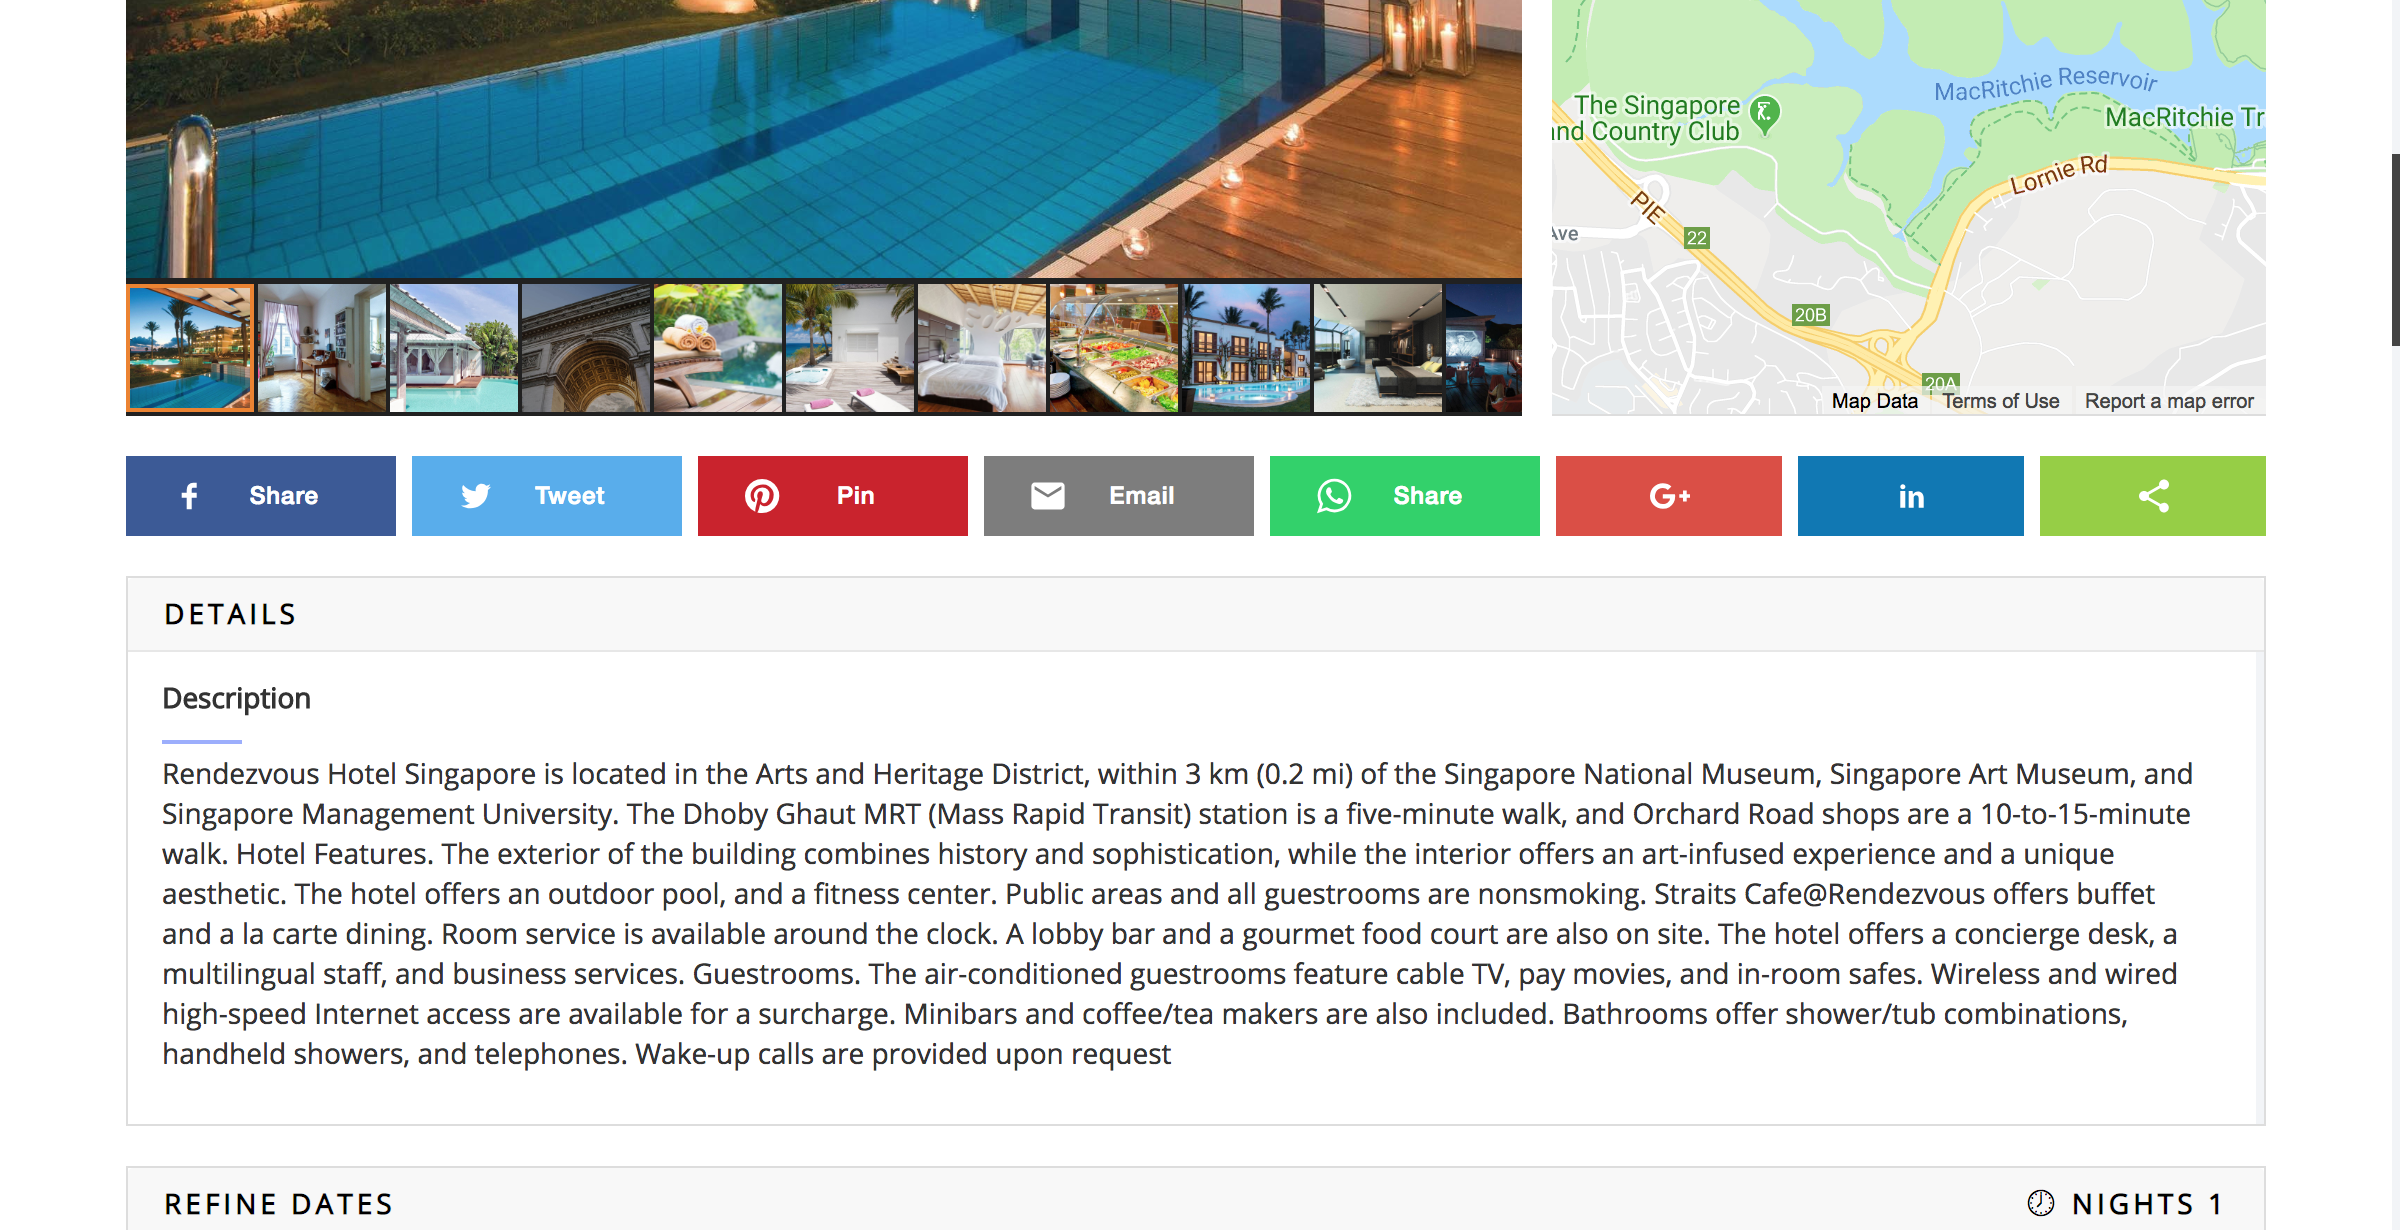 MacRitchie Reservoir
The Singapore
and Country Club
MacRitchie Tr
Lornie Rd
PIE
Ave
22
20B
20A
Map Data
Terms of Use
Report a map error
Share
Tweet
Pin
Email
Share
G+
in
DETAILS
Description
Rendezvous Hotel Singapore is located in the Arts and Heritage District, within 3 km (0.2 mi) of the Singapore National Museum, Singapore Art Museum, and
Singapore Management University. The Dhoby Ghaut MRT (Mass Rapid Transit) station is a five-minute walk, and Orchard Road shops are a 10-to-15-minute
walk. Hotel Features. The exterior of the building combines history and sophistication, while the interior offers an art-infused experience and a unique
aesthetic. The hotel offers an outdoor pool, and a fitness center. Public areas and all guestrooms are nonsmoking. Straits Cafe@Rendezvous offers buffet
and a la carte dining. Room service is available around the clock. A lobby bar and a gourmet food court are also on site. The hotel offers a concierge desk, a
multilingual staff, and business services. Guestrooms. The air-conditioned guestrooms feature cable TV, pay movies, and in-room safes. Wireless and wired
high-speed Internet access are available for a surcharge. Minibars and coffee/tea makers are also included. Bathrooms offer shower/tub combinations,
handheld showers, and telephones. Wake-up calls are provided upon request
REFINE DATES
NIGHTS 1